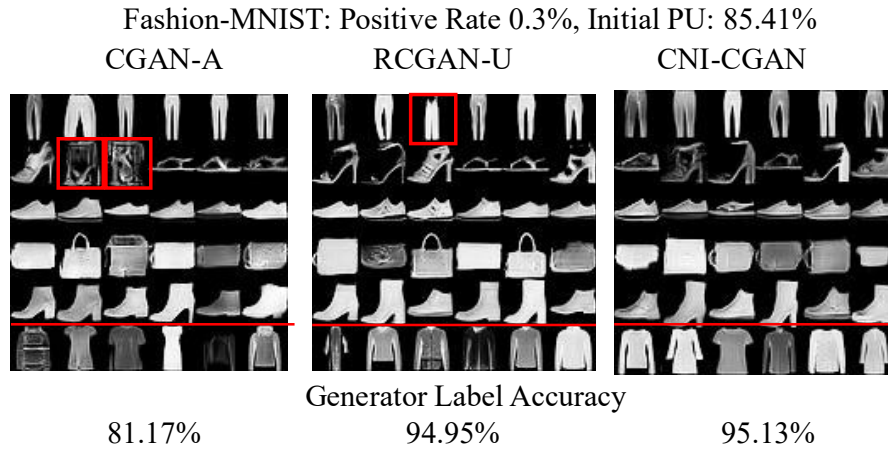 Fashion-MNIST: Positive Rate 0.3%, Initial PU: 85.41%
CGAN-A RCGAN-U CNI-CGAN
Generator Label Accuracy
81.17% 94.95% 95.13%